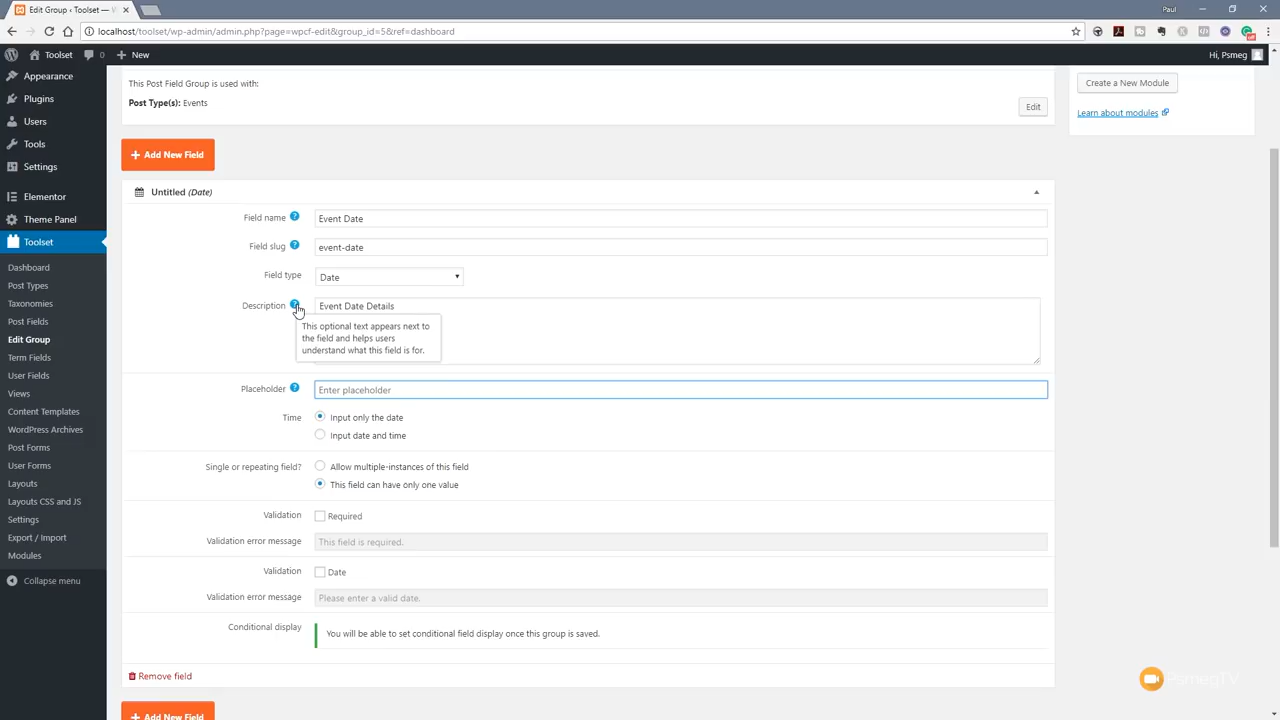 Edit Group ‹ Toolset — W
Paul
localhost/toolset/wp-admin/admin.php?page=wpcf-edit&group_id=5&ref=dashboard
Toolset 0 New
Hi, Psmeg
Appearance
Plugins
Users
Tools
Settings
Elementor
Theme Panel
Toolset
Dashboard
Post Types
Taxonomies
Post Fields
Edit Group
Term Fields
User Fields
Views
Content Templates
WordPress Archives
Post Forms
User Forms
Layouts
Layouts CSS and JS
Settings
Export / Import
Modules
Collapse menu
This Post Field Group is used with:
Post Type(s): Events
Edit
Create a New Module
Learn about modules
Add New Field
Untitled (Date)
Field name Event Date
Field slug event-date
Field type Date
Description Event Date Details
This optional text appears next to
the field and helps users
understand what this field is for.
Placeholder Enter placeholder
Time Input only the date
Input date and time
Single or repeating field? Allow multiple-instances of this field
This field can have only one value
Validation Required
Validation error message This field is required.
Validation Date
Validation error message Please enter a valid date.
Conditional display You will be able to set conditional field display once this group is saved.
Remove field
Add New Field
PsmegTV